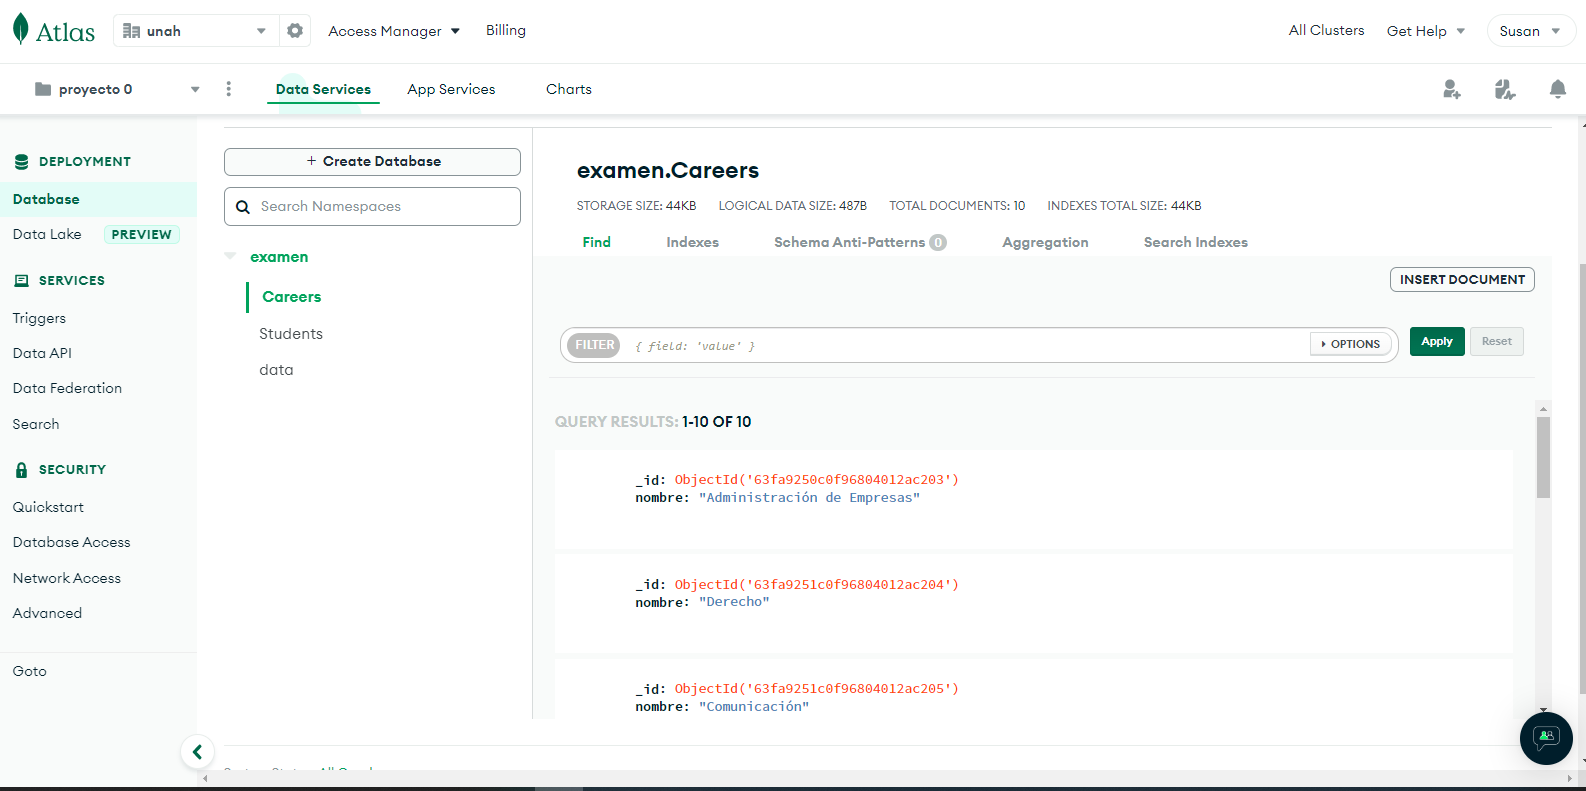 Atlas
unah
Access Manager
Billing
All Clusters
Get Help
Susan
proyecto 0
Data Services
App Services
Charts
DEPLOYMENT
Database
Data Lake PREVIEW
SERVICES
Triggers
Data API
Data Federation
Search
SECURITY
Quickstart
Database Access
Network Access
Advanced
Goto
+ Create Database
Search Namespaces
examen
Careers
Students
data
examen.Careers
STORAGE SIZE: 44KB LOGICAL DATA SIZE: 487B TOTAL DOCUMENTS: 10 INDEXES TOTAL SIZE: 44KB
Find Indexes Schema Anti-Patterns 0 Aggregation Search Indexes
INSERT DOCUMENT
FILTER { field: 'value' } OPTIONS Apply Reset
QUERY RESULTS: 1-10 OF 10
_id: ObjectId('63fa9250c0f96804012ac203')
nombre: "Administración de Empresas"
_id: ObjectId('63fa9251c0f96804012ac204')
nombre: "Derecho"
_id: ObjectId('63fa9251c0f96804012ac205')
nombre: "Comunicación"